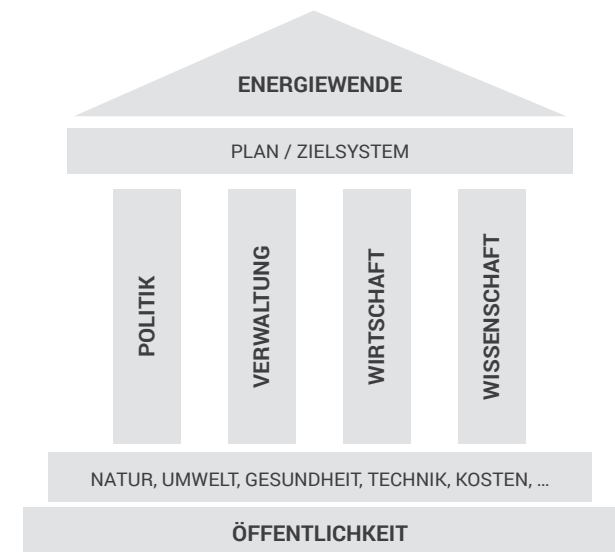 ENERGIEWENDE
PLAN / ZIELSYSTEM
POLITIK
VERWALTUNG
WIRTSCHAFT
WISSENSCHAFT
NATUR, UMWELT, GESUNDHEIT, TECHNIK, KOSTEN, …
ÖFFENTLICHKEIT